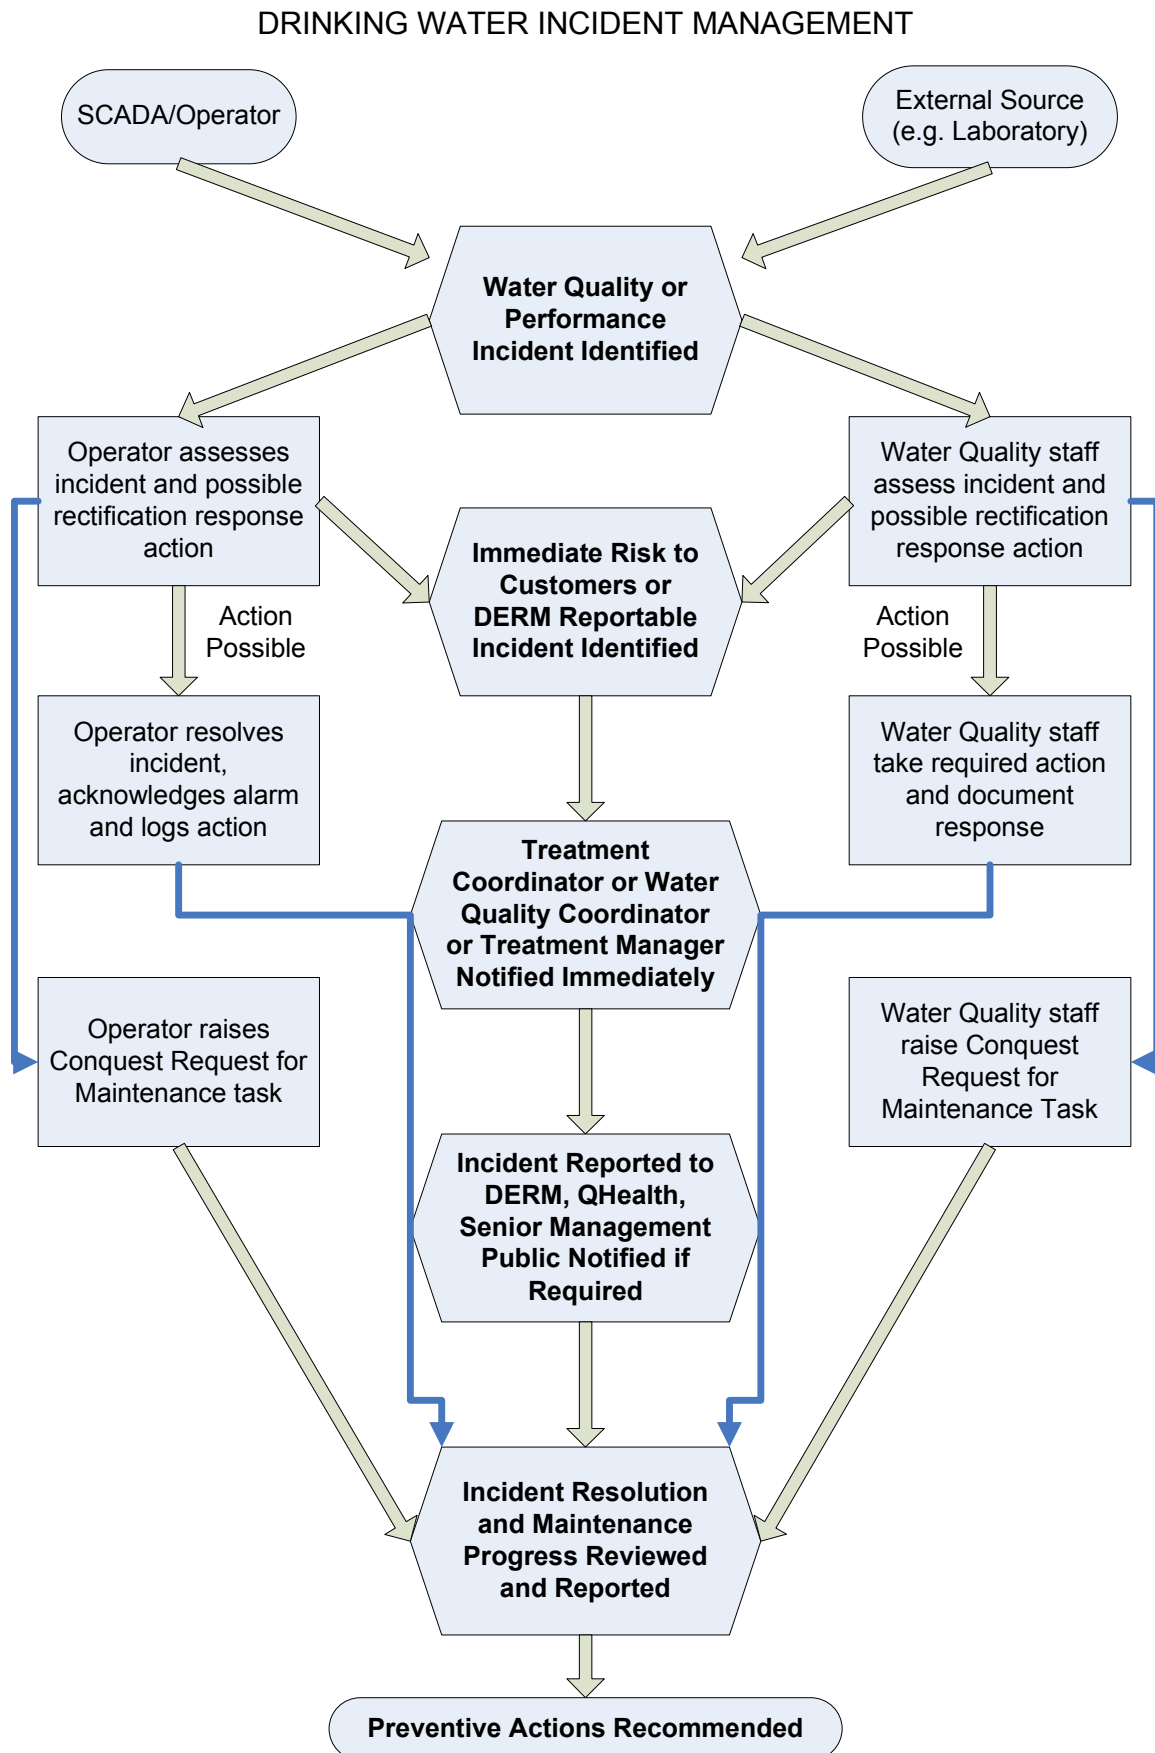 DRINKING WATER INCIDENT MANAGEMENT
SCADA/Operator
External Source
(e.g. Laboratory)
Water Quality or
Performance
Incident Identified
Operator assesses
incident and possible
rectification response
action
Water Quality staff
assess incident and
possible rectification
response action
Immediate Risk to
Customers or
DERM Reportable
Incident Identified
Action
Possible
Action
Possible
Operator resolves
incident,
acknowledges alarm
and logs action
Water Quality staff
take required action
and document
response
Treatment
Coordinator or Water
Quality Coordinator
or Treatment Manager
Notified Immediately
Operator raises
Conquest Request for
Maintenance task
Water Quality staff
raise Conquest
Request for
Maintenance Task
Incident Reported to
DERM, QHealth,
Senior Management
Public Notified if
Required
Incident Resolution
and Maintenance
Progress Reviewed
and Reported
Preventive Actions Recommended